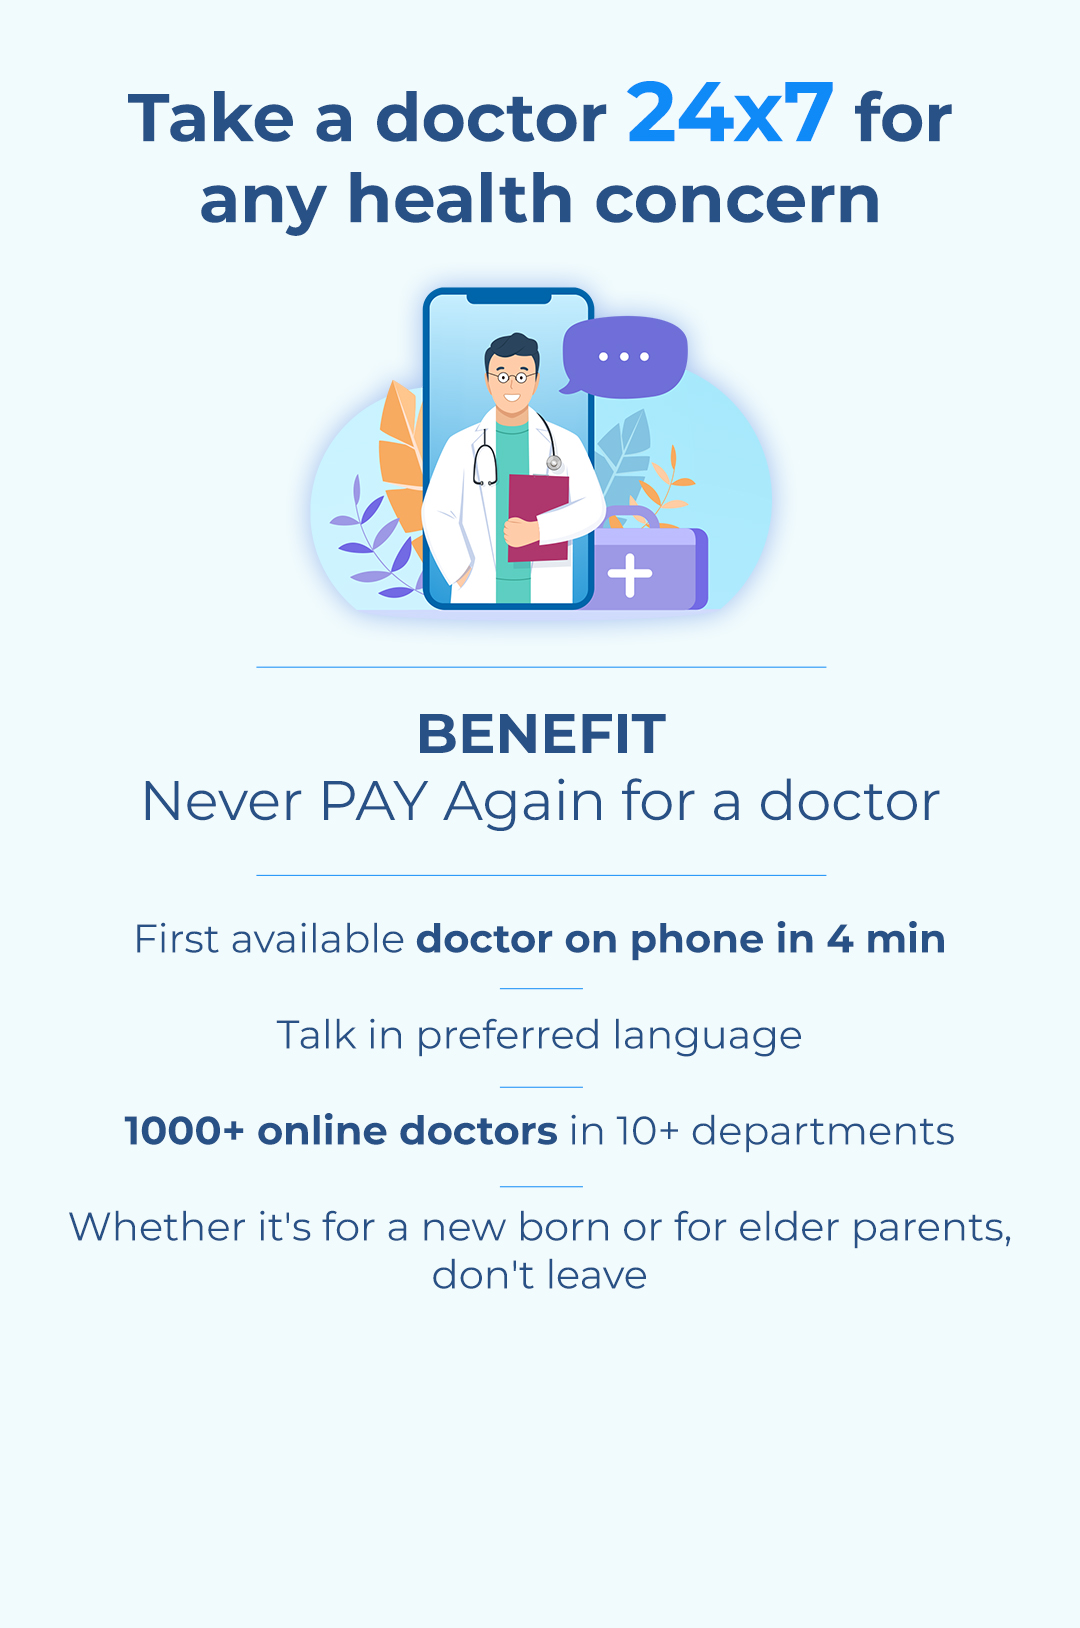 Take a doctor 24x7 for
any health concern
BENEFIT
Never PAY Again for a doctor
First available doctor on phone in 4 min
Talk in preferred language
1000+ online doctors in 10+ departments
Whether it's for a new born or for elder parents,
don't leave